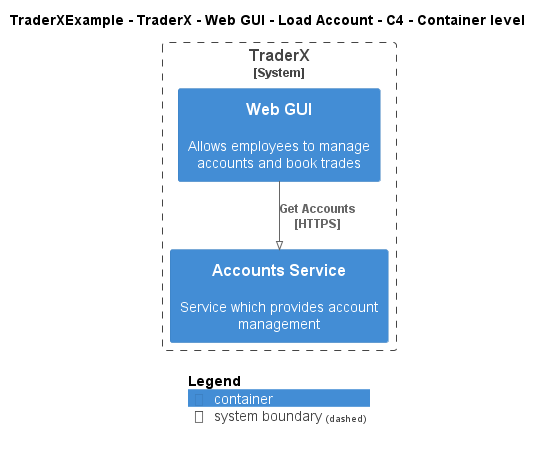 TraderXExample - TraderX - Web GUI - Load Account - C4 - Container level
TraderX
[System]
Web GUI
Allows employees to manage
accounts and book trades
Get Accounts
[HTTPS]
Accounts Service
Service which provides account
management
Legend
container
system boundary (dashed)